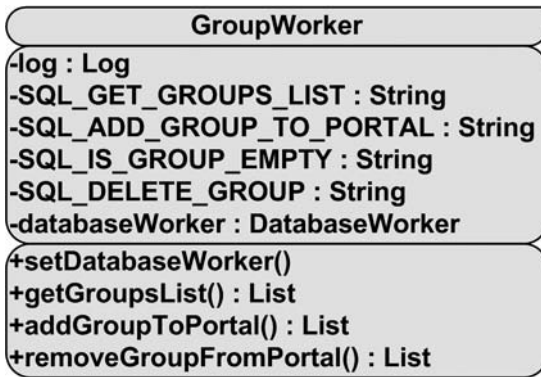 GroupWorker
-log : Log
-SQL_GET_GROUPS_LIST : String
-SQL_ADD_GROUP_TO_PORTAL : String
-SQL_IS_GROUP_EMPTY : String
-SQL_DELETE_GROUP : String
-databaseWorker : DatabaseWorker
+setDatabaseWorker()
+getGroupsList() : List
+addGroupToPortal() : List
+removeGroupFromPortal() : List